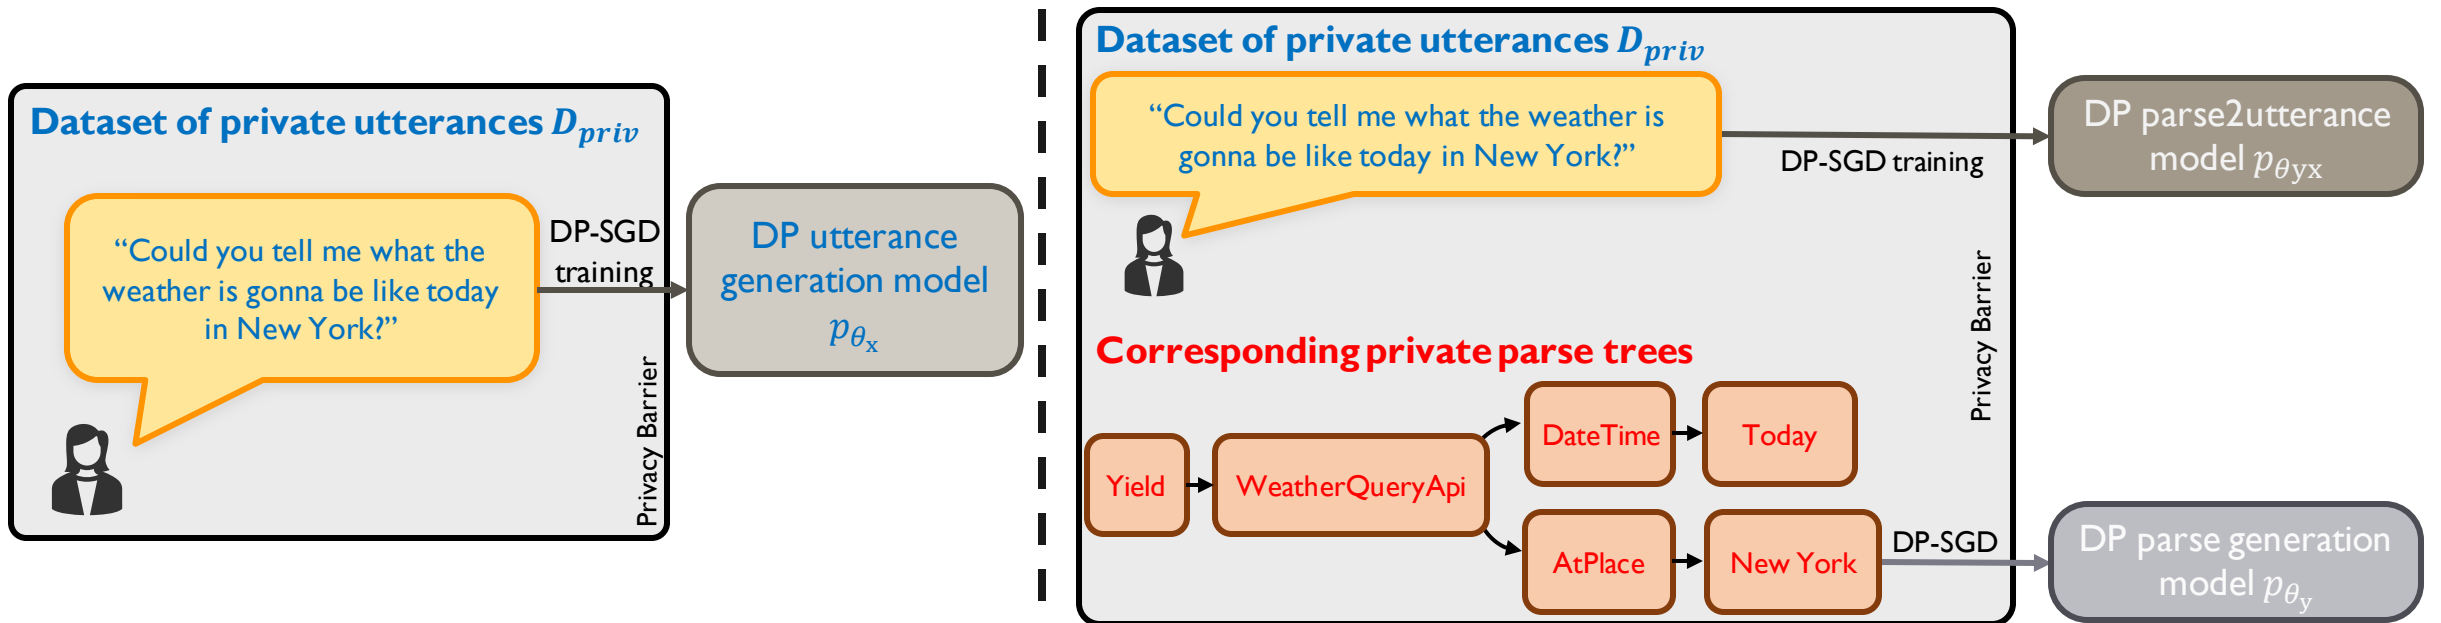 Dataset of private utterances D_priv
“Could you tell me what the
weather is gonna be like today
in New York?”
DP-SGD
training
Privacy Barrier
DP utterance
generation model
p_θx
Dataset of private utterances D_priv
“Could you tell me what the weather is
gonna be like today in New York?”
DP-SGD training
Privacy Barrier
DP parse2utterance
model p_θyx
Corresponding private parse trees
Yield
WeatherQueryApi
DateTime
Today
AtPlace
New York
DP-SGD
DP parse generation
model p_θy